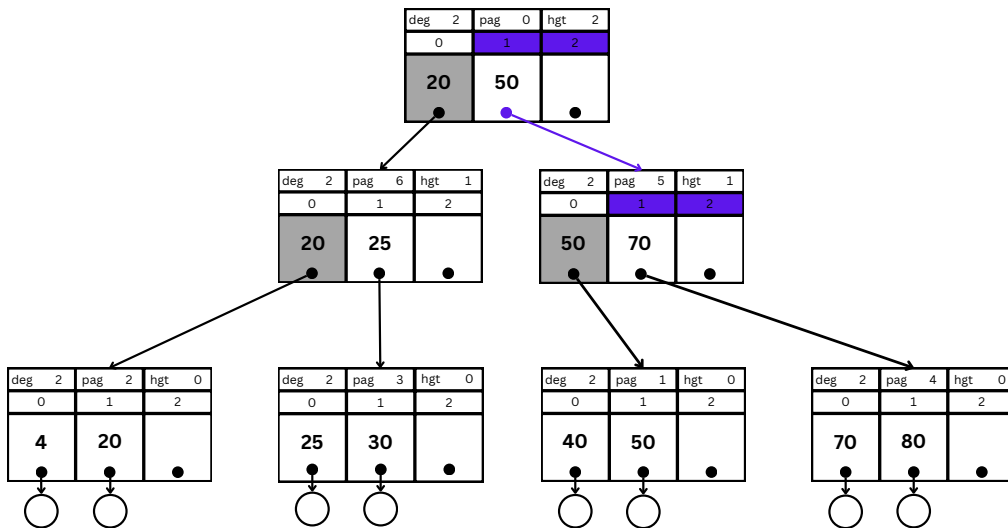 deg 2 pag 0 hgt 2
0 1 2
20 50
deg 2 pag 6 hgt 1
0 1 2
20 25
deg 2 pag 5 hgt 1
0 1 2
50 70
deg 2 pag 2 hgt 0
0 1 2
4 20
deg 2 pag 3 hgt 0
0 1 2
25 30
deg 2 pag 1 hgt 0
0 1 2
40 50
deg 2 pag 4 hgt 0
0 1 2
70 80